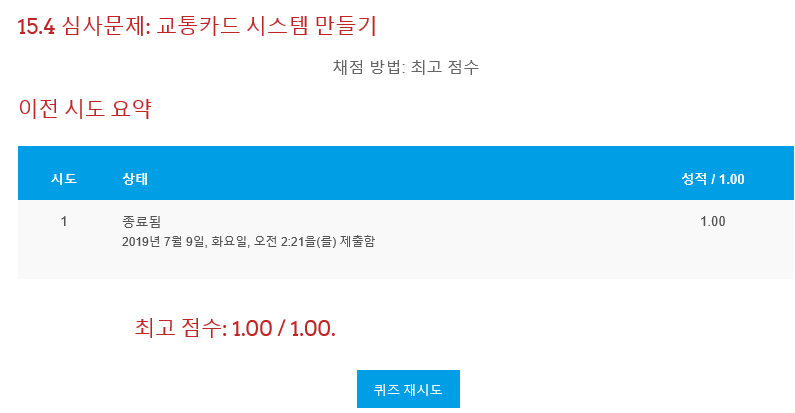 15.4 심사문제: 교통카드 시스템 만들기
채점 방법: 최고 점수
이전 시도 요약
시도 상태 성적 / 1.00
1 종료됨 1.00
2019년 7월 9일, 화요일, 오전 2:21을(를) 제출함
최고 점수: 1.00 / 1.00.
퀴즈 재시도